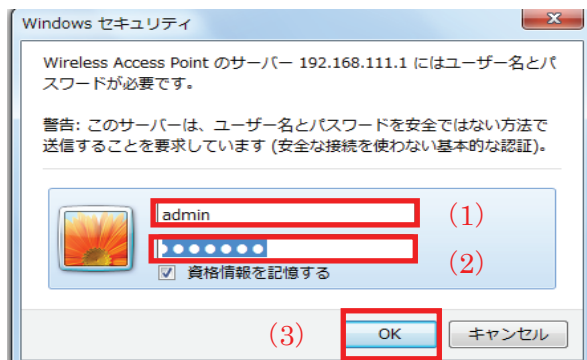 Windows セキュリティ
Wireless Access Point のサーバー 192.168.111.1 にはユーザー名とパ
スワードが必要です。
警告: このサーバーは、ユーザー名とパスワードを安全ではない方法で
送信することを要求しています (安全な接続を使わない基本的な認証)。
admin (1)
●●●●●●● (2)
資格情報を記憶する
(3) OK キャンセル